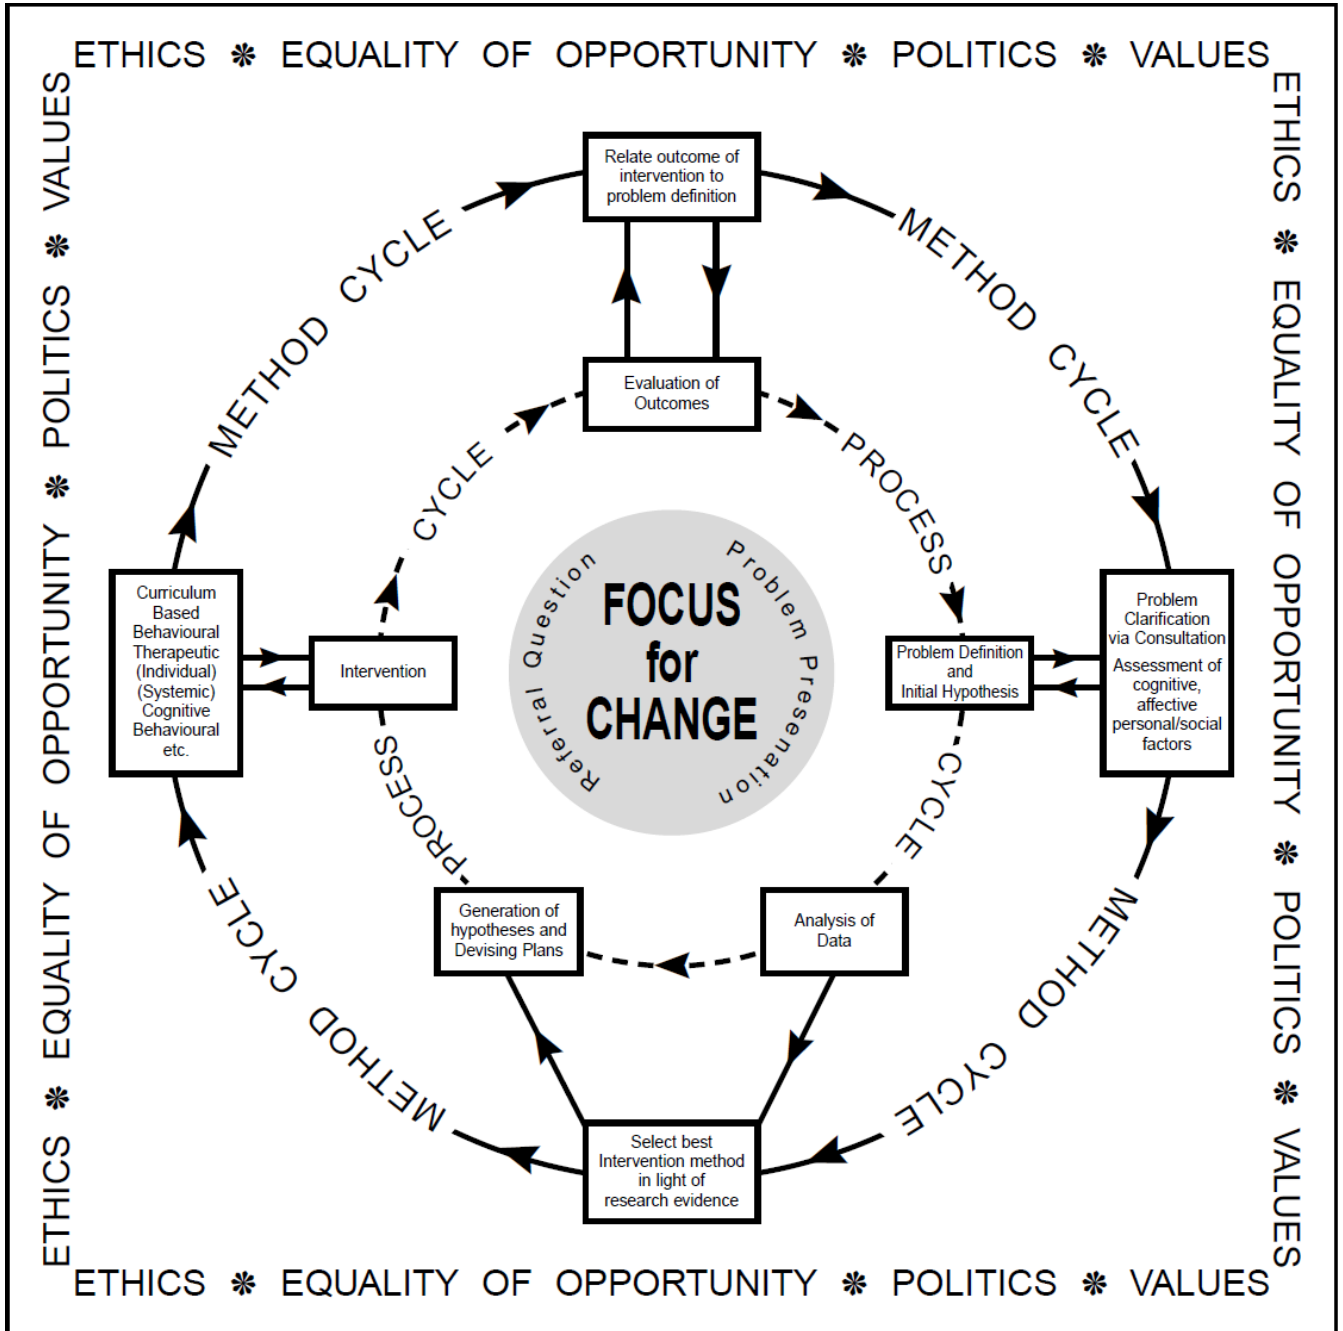 ETHICS ❋ EQUALITY OF OPPORTUNITY ❋ POLITICS ❋ VALUES
ETHICS ❋ EQUALITY OF OPPORTUNITY ❋ POLITICS ❋ VALUES
ETHICS ❋ EQUALITY OF OPPORTUNITY ❋ POLITICS ❋ VALUES
Relate outcome of
intervention to
problem definition
METHOD CYCLE
METHOD CYCLE
Evaluation of
Outcomes
CYCLE
PROCESS
Curriculum
Based
Behavioural
Therapeutic
(Individual)
(Systemic)
Cognitive
Behavioural
etc.
Intervention
Referral Question
FOCUS
for
CHANGE
Problem Presenation
Problem Definition
and
Initial Hypothesis
Problem
Clarification
via Consultation
Assessment of
cognitive,
affective
personal/social
factors
PROCESS
CYCLE
Generation of
hypotheses and
Devising Plans
Analysis of
Data
METHOD CYCLE
METHOD CYCLE
Select best
Intervention method
in light of
research evidence
ETHICS ❋ EQUALITY OF OPPORTUNITY ❋ POLITICS ❋ VALUES